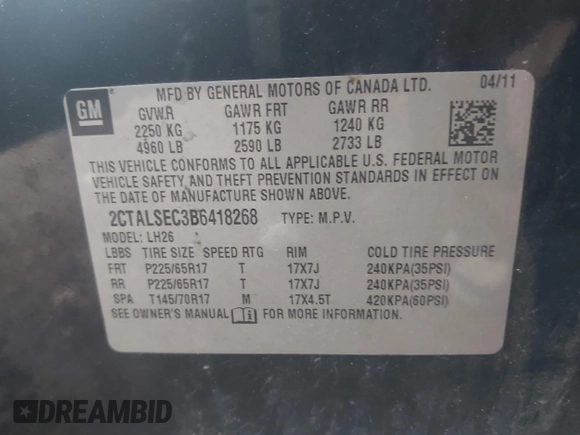 MFD BY GENERAL MOTORS OF CANADA LTD. 04/11
GM
GVWR GAWR FRT GAWR RR
2250 KG 1175 KG 1240 KG
4960 LB 2590 LB 2733 LB
THIS VEHICLE CONFORMS TO ALL APPLICABLE U.S. FEDERAL MOTOR
VEHICLE SAFETY AND THEFT PREVENTION STANDARDS IN EFFECT ON
THE DATE OF MANUFACTURE SHOWN ABOVE.
2CTALSEC3B6418268 TYPE: M.P.V.
MODEL: LH26
LBBS TIRE SIZE SPEED RTG RIM COLD TIRE PRESSURE
FRT P225/65R17 T 17X7J 240KPA(35PSI)
RR P225/65R17 T 17X7J 240KPA(35PSI)
SPA T145/70R17 M 17X4.5T 420KPA(60PSI)
SEE OWNER'S MANUAL FOR MORE INFORMATION.
DREAMBID